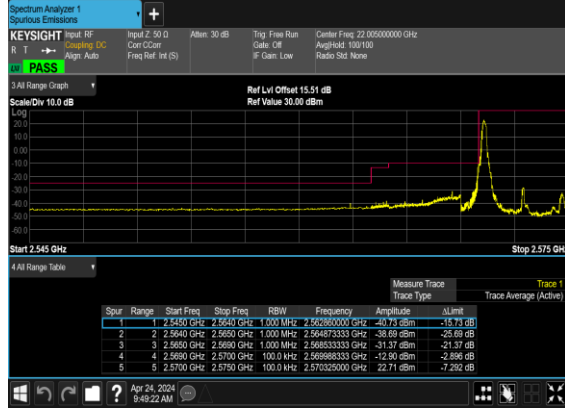 Spectrum Analyzer 1
Spurious Emissions
KEYSIGHT Input: RF Input Z: 50 Ω Atten: 30 dB Trig: Free Run Center Freq: 22.005000000 GHz
R T Coupling: DC Corr CCorr Gate: Off Avg|Hold: 100/100
Align: Auto Freq Ref: Int (S) IF Gain: Low Radio Std: None
PASS
3 All Range Graph Ref Lvl Offset 15.51 dB
Scale/Div 10.0 dB Ref Value 30.00 dBm
Log
20.0
10.0
0.00
-10.0
-20.0
-30.0
-40.0
-50.0
-60.0
Start 2.545 GHz Stop 2.575 GH
4 All Range Table
Measure Trace Trace 1
Trace Type Trace Average (Active)
Spur Range Start Freq Stop Freq RBW Frequency Amplitude ΔLimit
1 1 2.5450 GHz 2.5640 GHz 1.000 MHz 2.562860000 GHz -40.73 dBm -15.73 dB
2 2 2.5640 GHz 2.5650 GHz 1.000 MHz 2.564873333 GHz -38.69 dBm -25.69 dB
3 3 2.5650 GHz 2.5690 GHz 1.000 MHz 2.568533333 GHz -31.37 dBm -21.37 dB
4 4 2.5690 GHz 2.5700 GHz 100.0 kHz 2.569988333 GHz -12.90 dBm -2.896 dB
5 5 2.5700 GHz 2.5750 GHz 100.0 kHz 2.570325000 GHz 22.71 dBm -7.292 dB
? Apr 24, 2024
9:49:22 AM